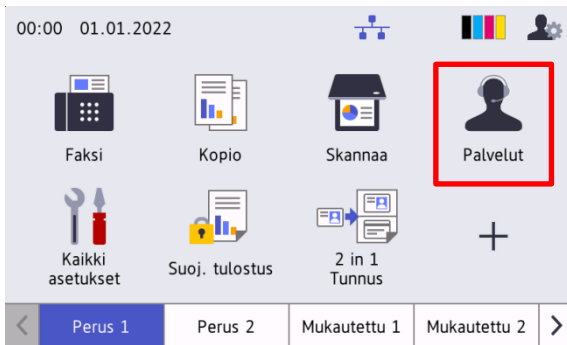 00:00 01.01.2022
Faksi
Kopio
Skannaa
Palvelut
Kaikki
asetukset
Suoj. tulostus
2 in 1
Tunnus
Perus 1
Perus 2
Mukautettu 1
Mukautettu 2